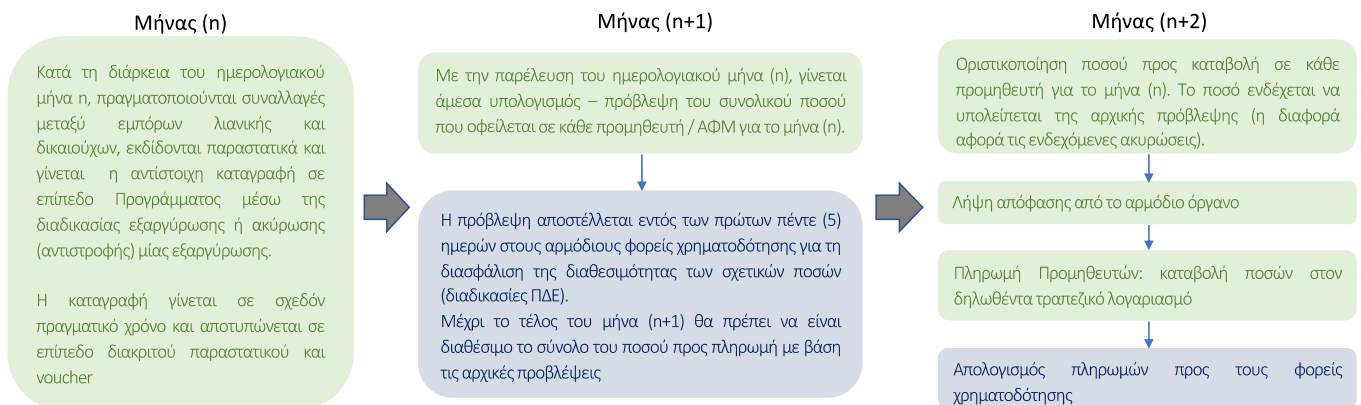 Μήνας (n)
Κατά τη διάρκεια του ημερολογιακού
μήνα n, πραγματοποιούνται συναλλαγές
μεταξύ εμπόρων λιανικής και
δικαιούχων, εκδίδονται παραστατικά και
γίνεται η αντίστοιχη καταγραφή σε
επίπεδο Προγράμματος μέσω της
διαδικασίας εξαργύρωσης ή ακύρωσης
(αντιστροφής) μίας εξαργύρωσης.
Η καταγραφή γίνεται σε σχεδόν
πραγματικό χρόνο και αποτυπώνεται σε
επίπεδο διακριτού παραστατικού και
voucher
Μήνας (n+1)
Με την παρέλευση του ημερολογιακού μήνα (n), γίνεται
άμεσα υπολογισμός – πρόβλεψη του συνολικού ποσού
που οφείλεται σε κάθε προμηθευτή / ΑΦΜ για το μήνα (n).
Η πρόβλεψη αποστέλλεται εντός των πρώτων πέντε (5)
ημερών στους αρμόδιους φορείς χρηματοδότησης για τη
διασφάλιση της διαθεσιμότητας των σχετικών ποσών
(διαδικασίες ΠΔΕ).
Μέχρι το τέλος του μήνα (n+1) θα πρέπει να είναι
διαθέσιμο το σύνολο του ποσού προς πληρωμή με βάση
τις αρχικές προβλέψεις
Μήνας (n+2)
Οριστικοποίηση ποσού προς καταβολή σε κάθε
προμηθευτή για το μήνα (n). Το ποσό ενδέχεται να
υπολείπεται της αρχικής πρόβλεψης (η διαφορά
αφορά τις ενδεχόμενες ακυρώσεις).
Λήψη απόφασης από το αρμόδιο όργανο
Πληρωμή Προμηθευτών: καταβολή ποσών στον
δηλωθέντα τραπεζικό λογαριασμό
Απολογισμός πληρωμών προς τους φορείς
χρηματοδότησης